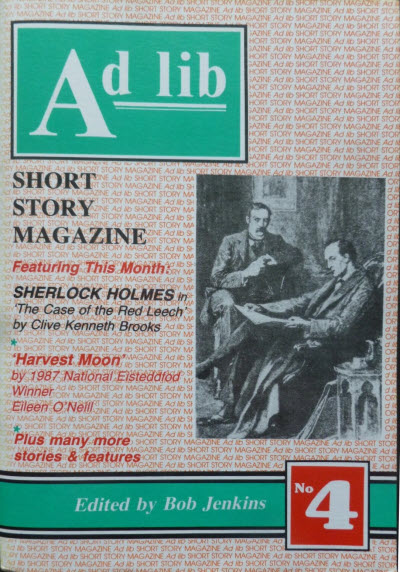 Ad lib
SHORT
STORY
MAGAZINE
Featuring This Month:
SHERLOCK HOLMES in
'The Case of the Red Leech'
by Clive Kenneth Brooks
* 'Harvest Moon'
by 1987 National Eisteddfod
Winner
Eileen O'Neill
* Plus many more
stories & features
Edited by Bob Jenkins
No 4